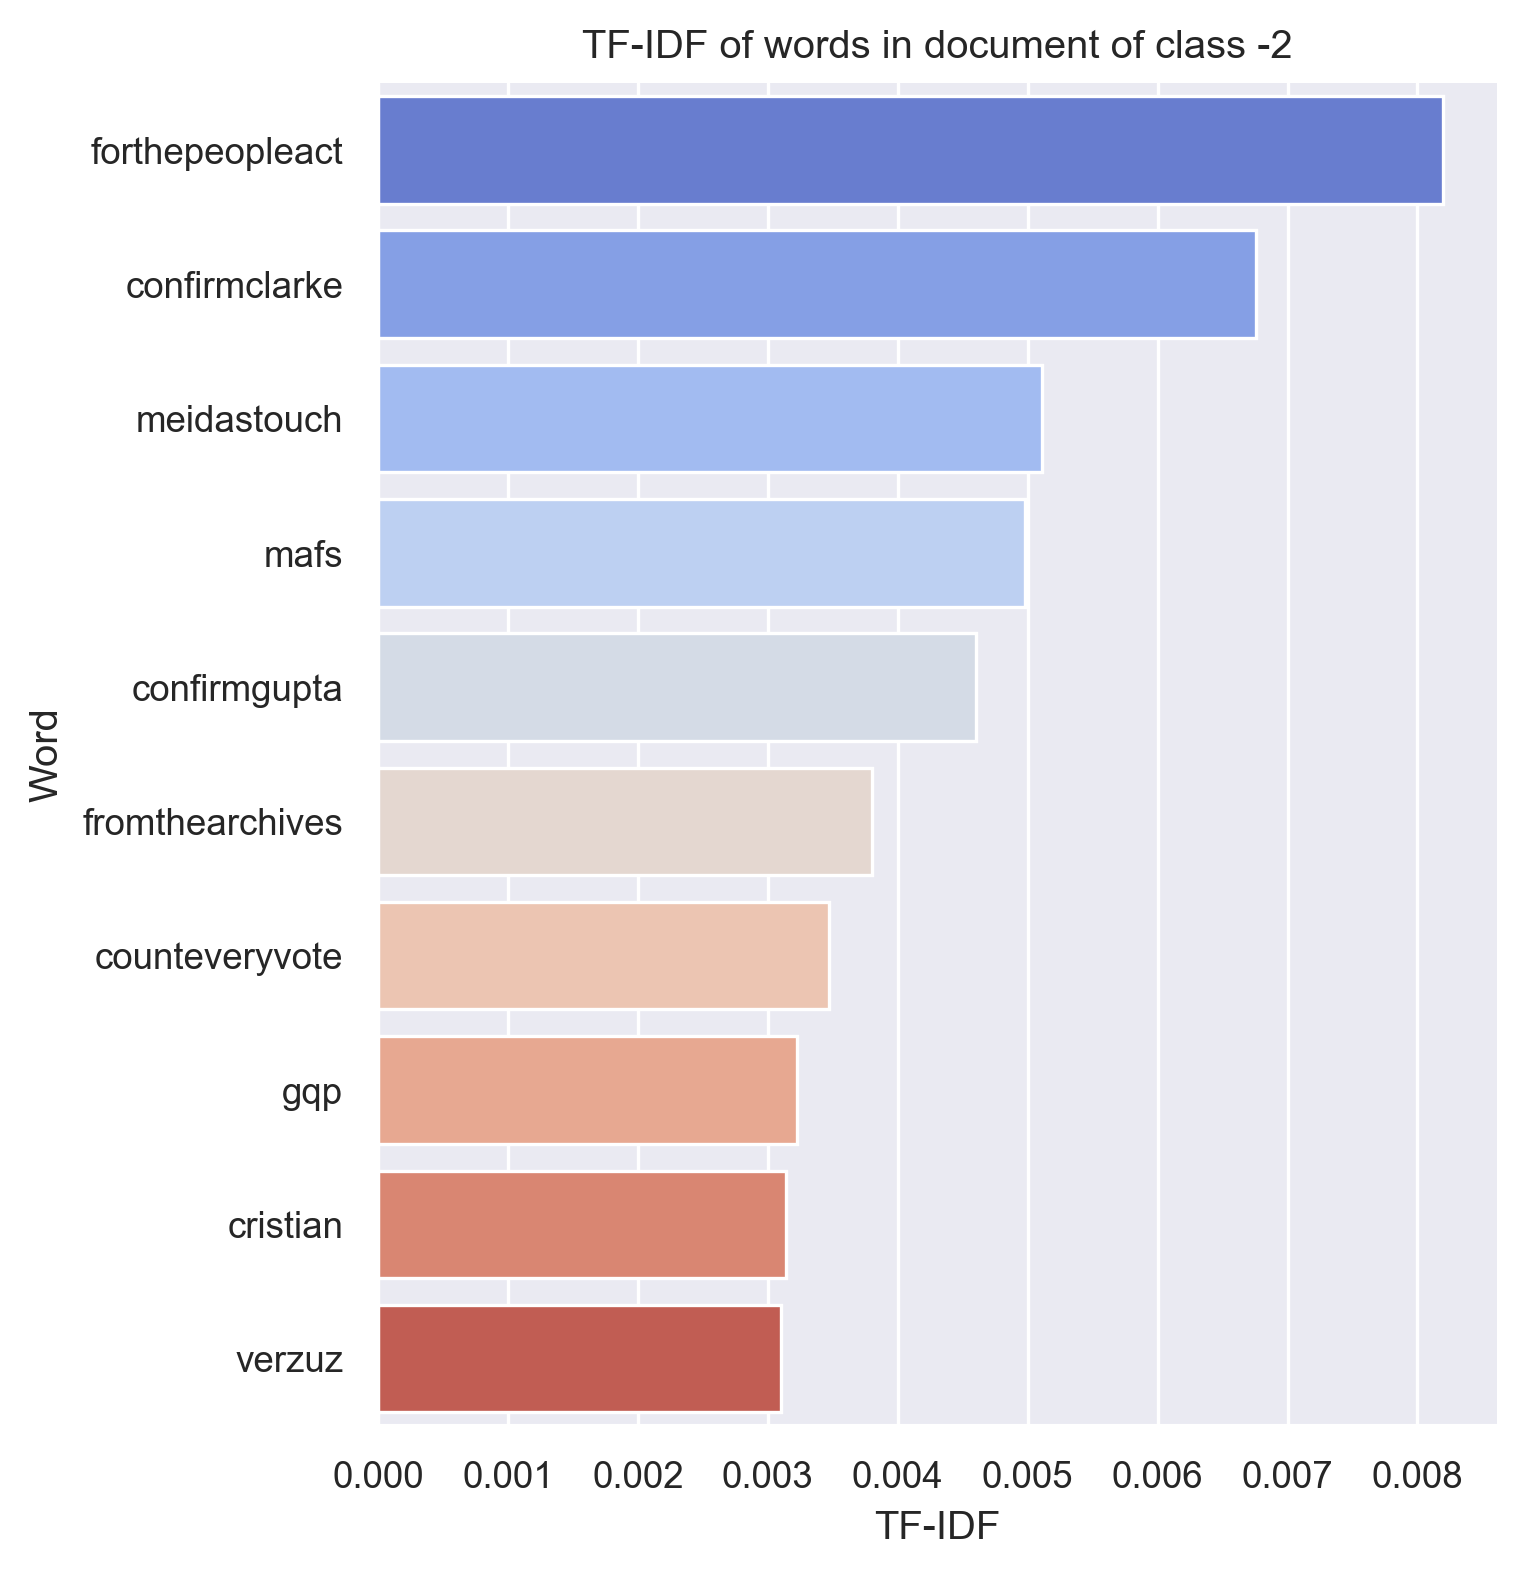 TF-IDF of words in document of class -2
forthepeopleact
confirmclarke
meidastouch
mafs
confirmgupta
fromthearchives
counteveryvote
gqp
cristian
verzuz
Word
0.000 0.001 0.002 0.003 0.004 0.005 0.006 0.007 0.008
TF-IDF